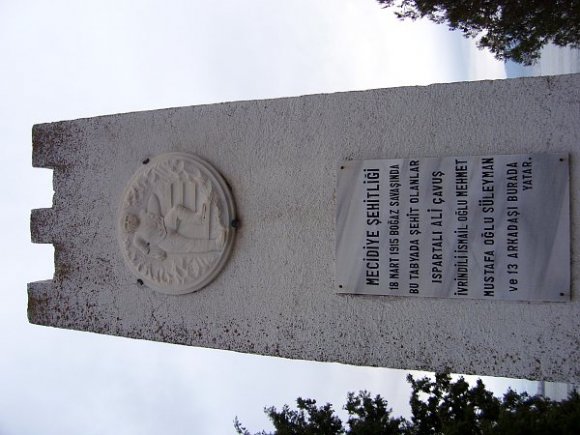 MECİDİYE ŞEHİTLİĞİ
18 MART 1915 BOĞAZ SAVAŞINDA
BU TABYADA ŞEHİT OLANLAR
ISPARTALI ALİ ÇAVUŞ
İVRİNDİLİ İSMAİL OĞLU MEHMET
MUSTAFA OĞLU SÜLEYMAN
ve 13 ARKADAŞI BURADA
YATAR.